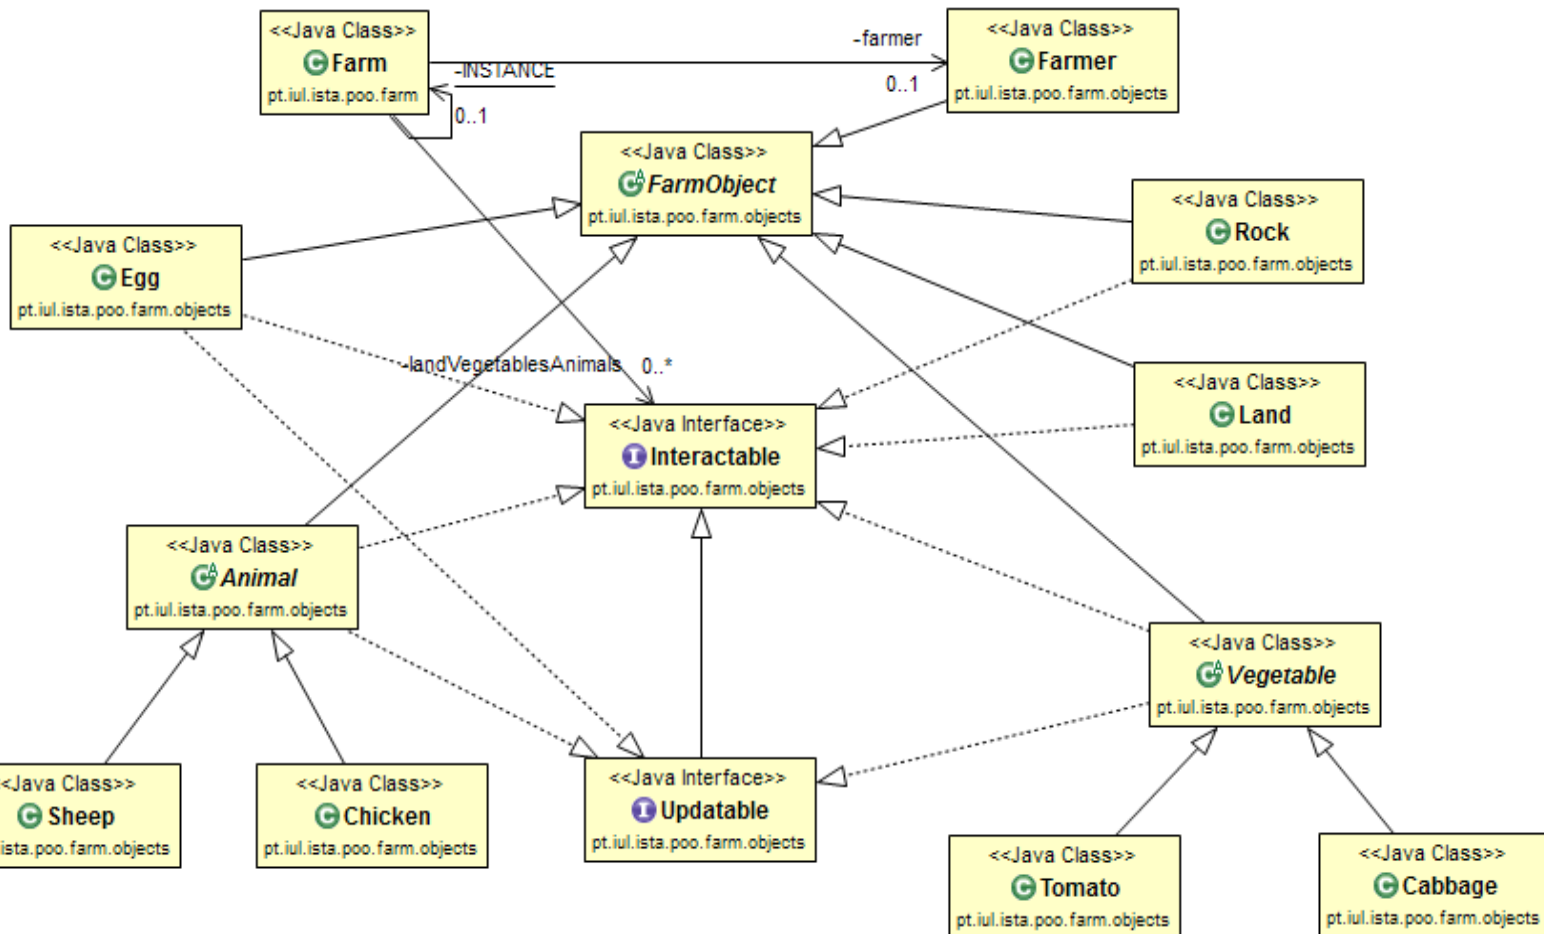 <<Java Class>>
Farm
pt.iul.ista.poo.farm
-farmer
0..1
<<Java Class>>
Farmer
pt.iul.ista.poo.farm.objects
-INSTANCE
0..1
<<Java Class>>
FarmObject
pt.iul.ista.poo.farm.objects
<<Java Class>>
Rock
pt.iul.ista.poo.farm.objects
<<Java Class>>
Egg
pt.iul.ista.poo.farm.objects
-landVegetablesAnimals 0..*
<<Java Class>>
Land
pt.iul.ista.poo.farm.objects
<<Java Interface>>
Interactable
pt.iul.ista.poo.farm.objects
<<Java Class>>
Animal
pt.iul.ista.poo.farm.objects
<<Java Class>>
Vegetable
pt.iul.ista.poo.farm.objects
<Java Class>>
Sheep
ista.poo.farm.objects
<<Java Class>>
Chicken
pt.iul.ista.poo.farm.objects
<<Java Interface>>
Updatable
pt.iul.ista.poo.farm.objects
<<Java Class>>
Tomato
pt.iul.ista.poo.farm.objects
<<Java Class>>
Cabbage
pt.iul.ista.poo.farm.objects